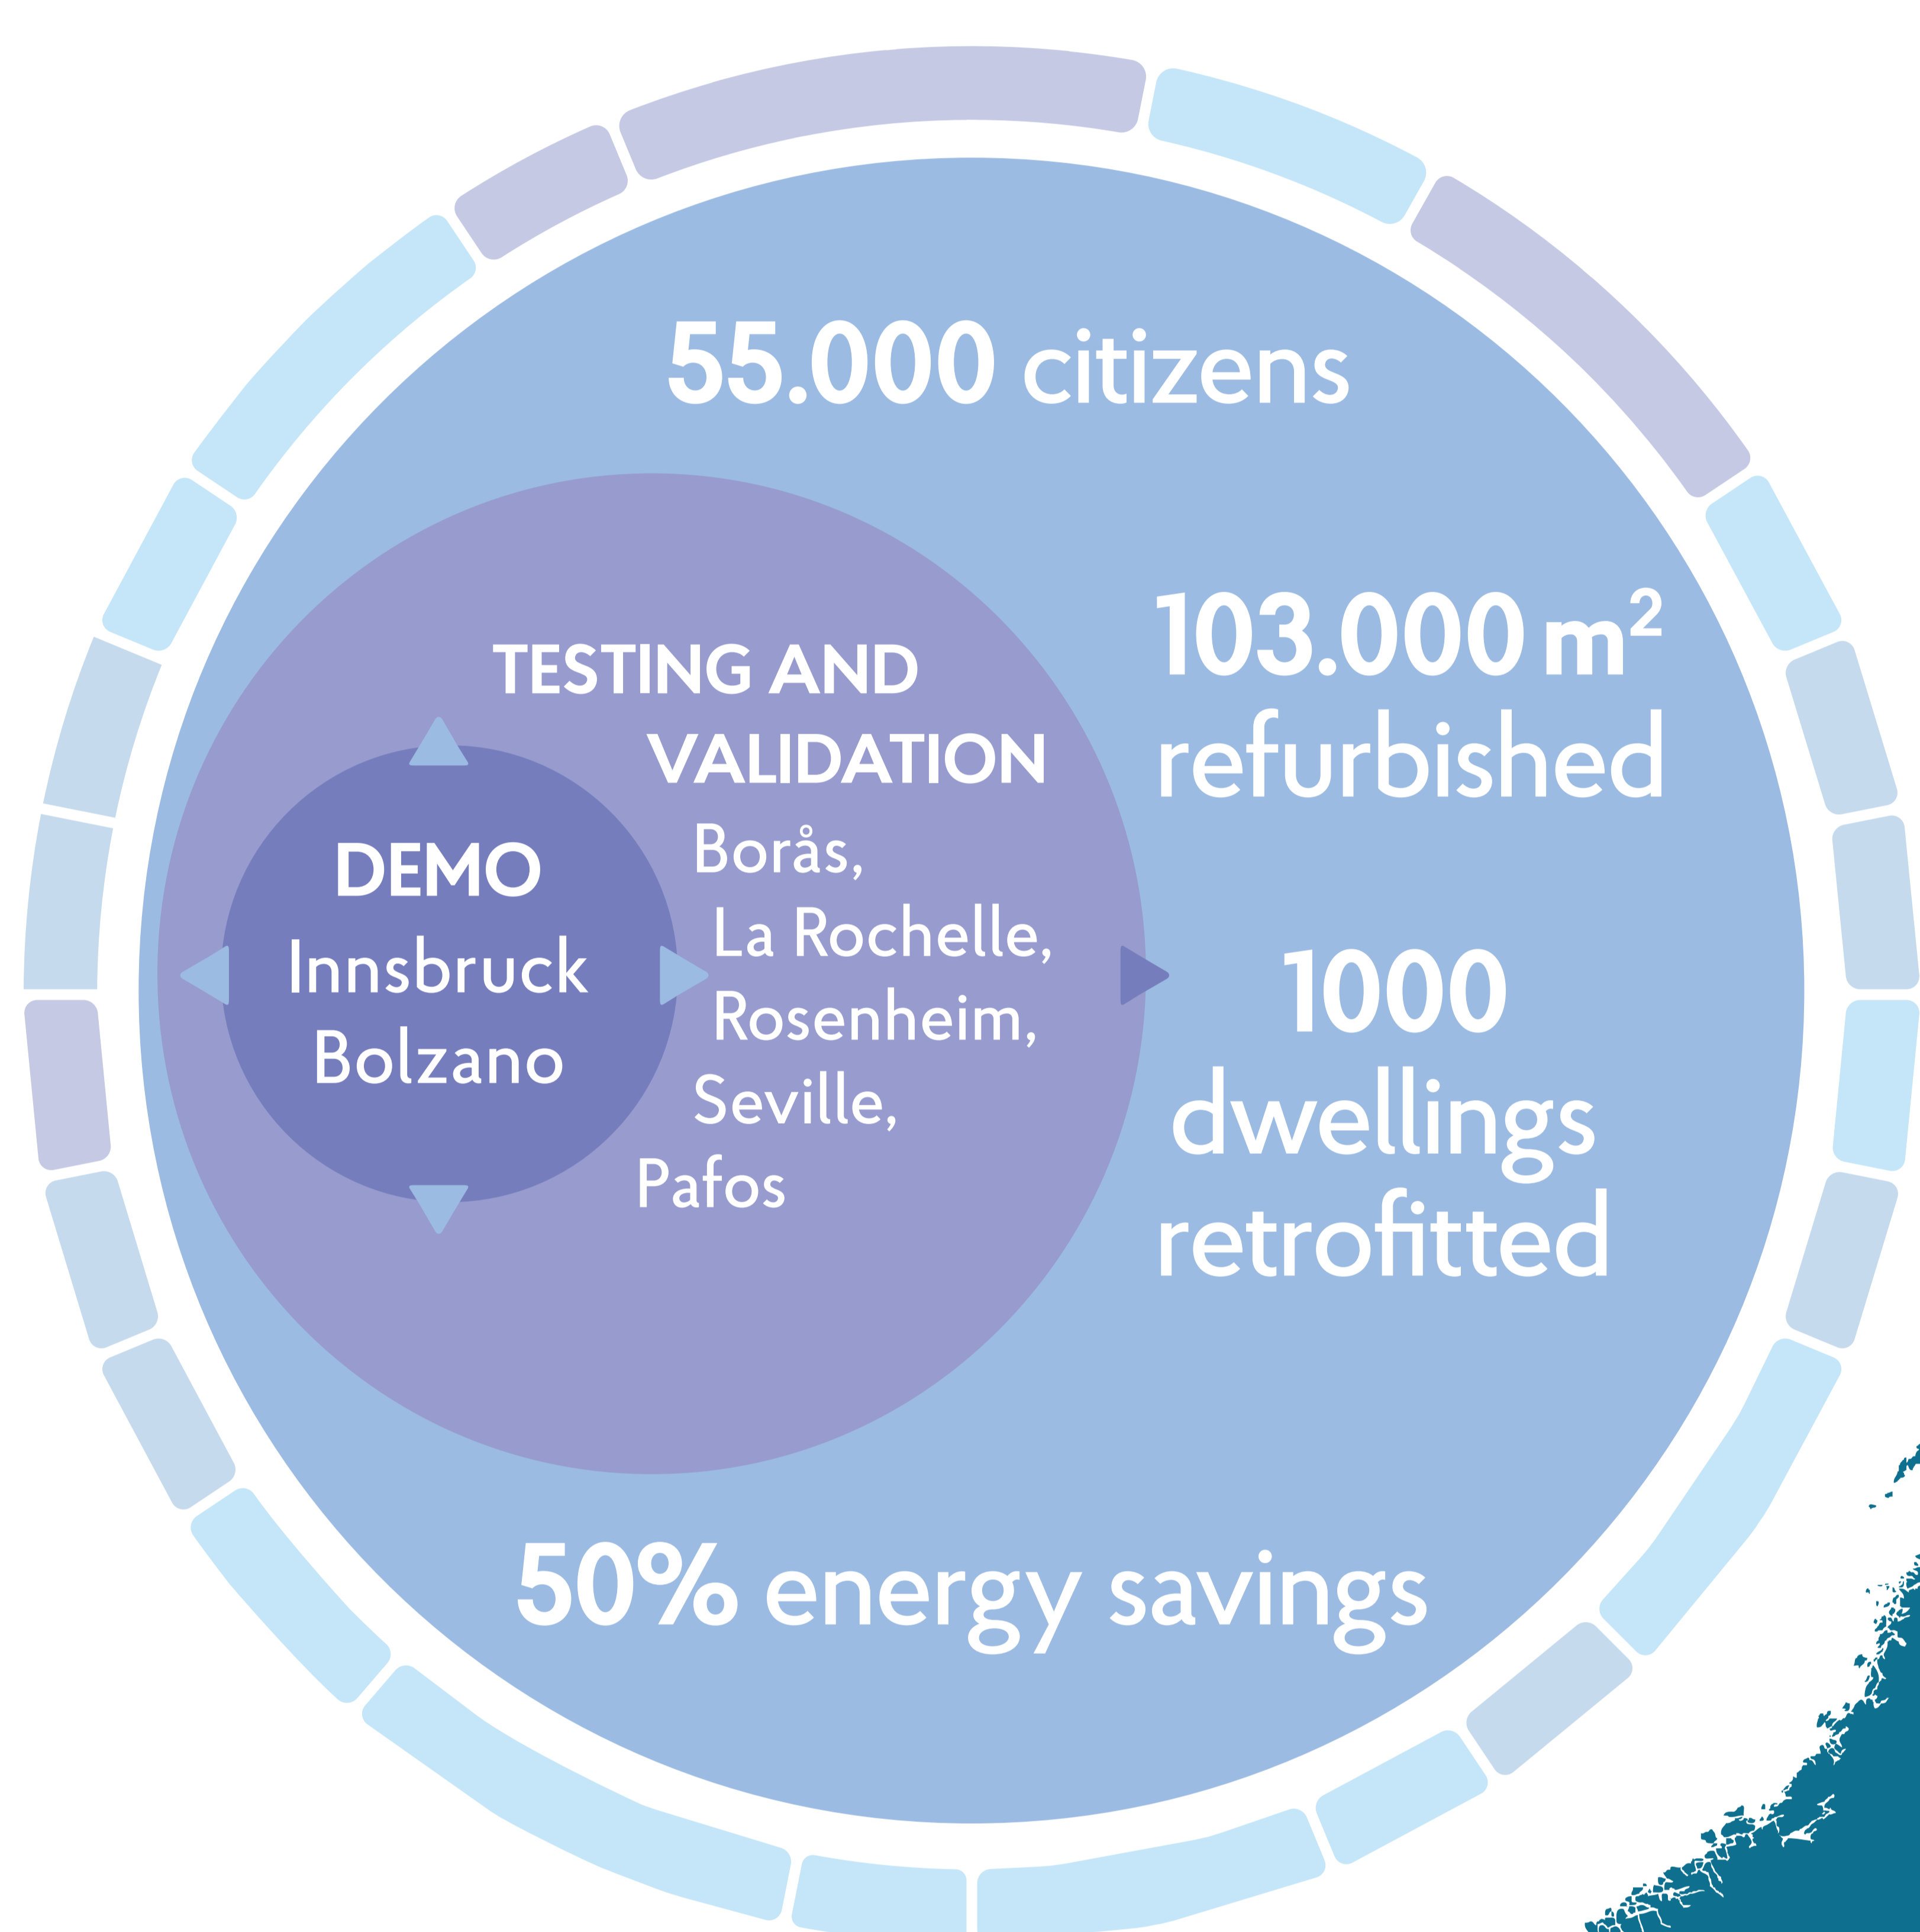 55.000 citizens
TESTING AND
VALIDATION
Borås,
La Rochelle,
Rosenheim,
Seville,
Pafos
DEMO
Innsbruck
Bolzano
103.000 m²
refurbished
1000
dwellings
retrofitted
50% energy savings